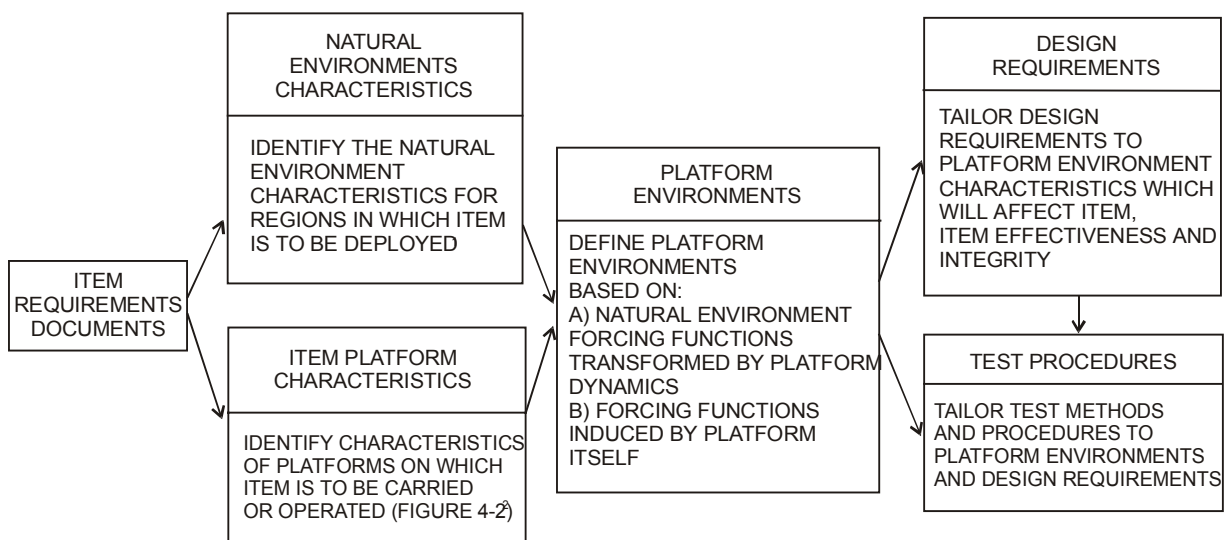 ITEM
REQUIREMENTS
DOCUMENTS
NATURAL
ENVIRONMENTS
CHARACTERISTICS
IDENTIFY THE NATURAL
ENVIRONMENT
CHARACTERISTICS FOR
REGIONS IN WHICH ITEM
IS TO BE DEPLOYED
ITEM PLATFORM
CHARACTERISTICS
IDENTIFY CHARACTERISTICS
OF PLATFORMS ON WHICH
ITEM IS TO BE CARRIED
OR OPERATED (FIGURE 4-2²)
PLATFORM
ENVIRONMENTS
DEFINE PLATFORM
ENVIRONMENTS
BASED ON:
A) NATURAL ENVIRONMENT
FORCING FUNCTIONS
TRANSFORMED BY PLATFORM
DYNAMICS
B) FORCING FUNCTIONS
INDUCED BY PLATFORM
ITSELF
DESIGN
REQUIREMENTS
TAILOR DESIGN
REQUIREMENTS TO
PLATFORM ENVIRONMENT
CHARACTERISTICS WHICH
WILL AFFECT ITEM,
ITEM EFFECTIVENESS AND
INTEGRITY
TEST PROCEDURES
TAILOR TEST METHODS
AND PROCEDURES TO
PLATFORM ENVIRONMENTS
AND DESIGN REQUIREMENTS